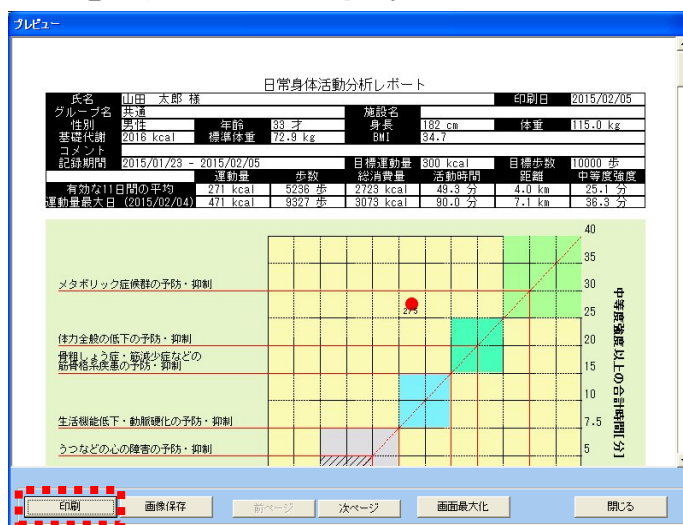 プレビュー
日常身体活動分析レポート
氏名 山田 太郎 様 印刷日 2015/02/05
グループ名 共通 施設名
性別 男性 年齢 33 才 身長 182 cm 体重 115.0 kg
基礎代謝 2016 kcal 標準体重 72.9 kg BMI 34.7
コメント
記録期間 2015/01/23 - 2015/02/05 目標運動量 300 kcal 目標歩数 10000 歩
運動量 歩数 総消費量 活動時間 距離 中等度強度
有効な11日間の平均 271 kcal 5236 歩 2723 kcal 49.3 分 4.0 km 25.1 分
運動量最大日 (2015/02/04) 471 kcal 9327 歩 3073 kcal 90.0 分 7.1 km 36.3 分
40
35
メタボリック症候群の予防・抑制 30
25
体力全般の低下の予防・抑制 20
骨粗しょう症・筋減少症などの
筋骨格系疾患の予防・抑制 15
10
生活機能低下・動脈硬化の予防・抑制 7.5
うつなどの心の障害の予防・抑制 5
中等度強度以上の合計時間[分]
印刷 画像保存 前ページ 次ページ 画面最大化 閉じる